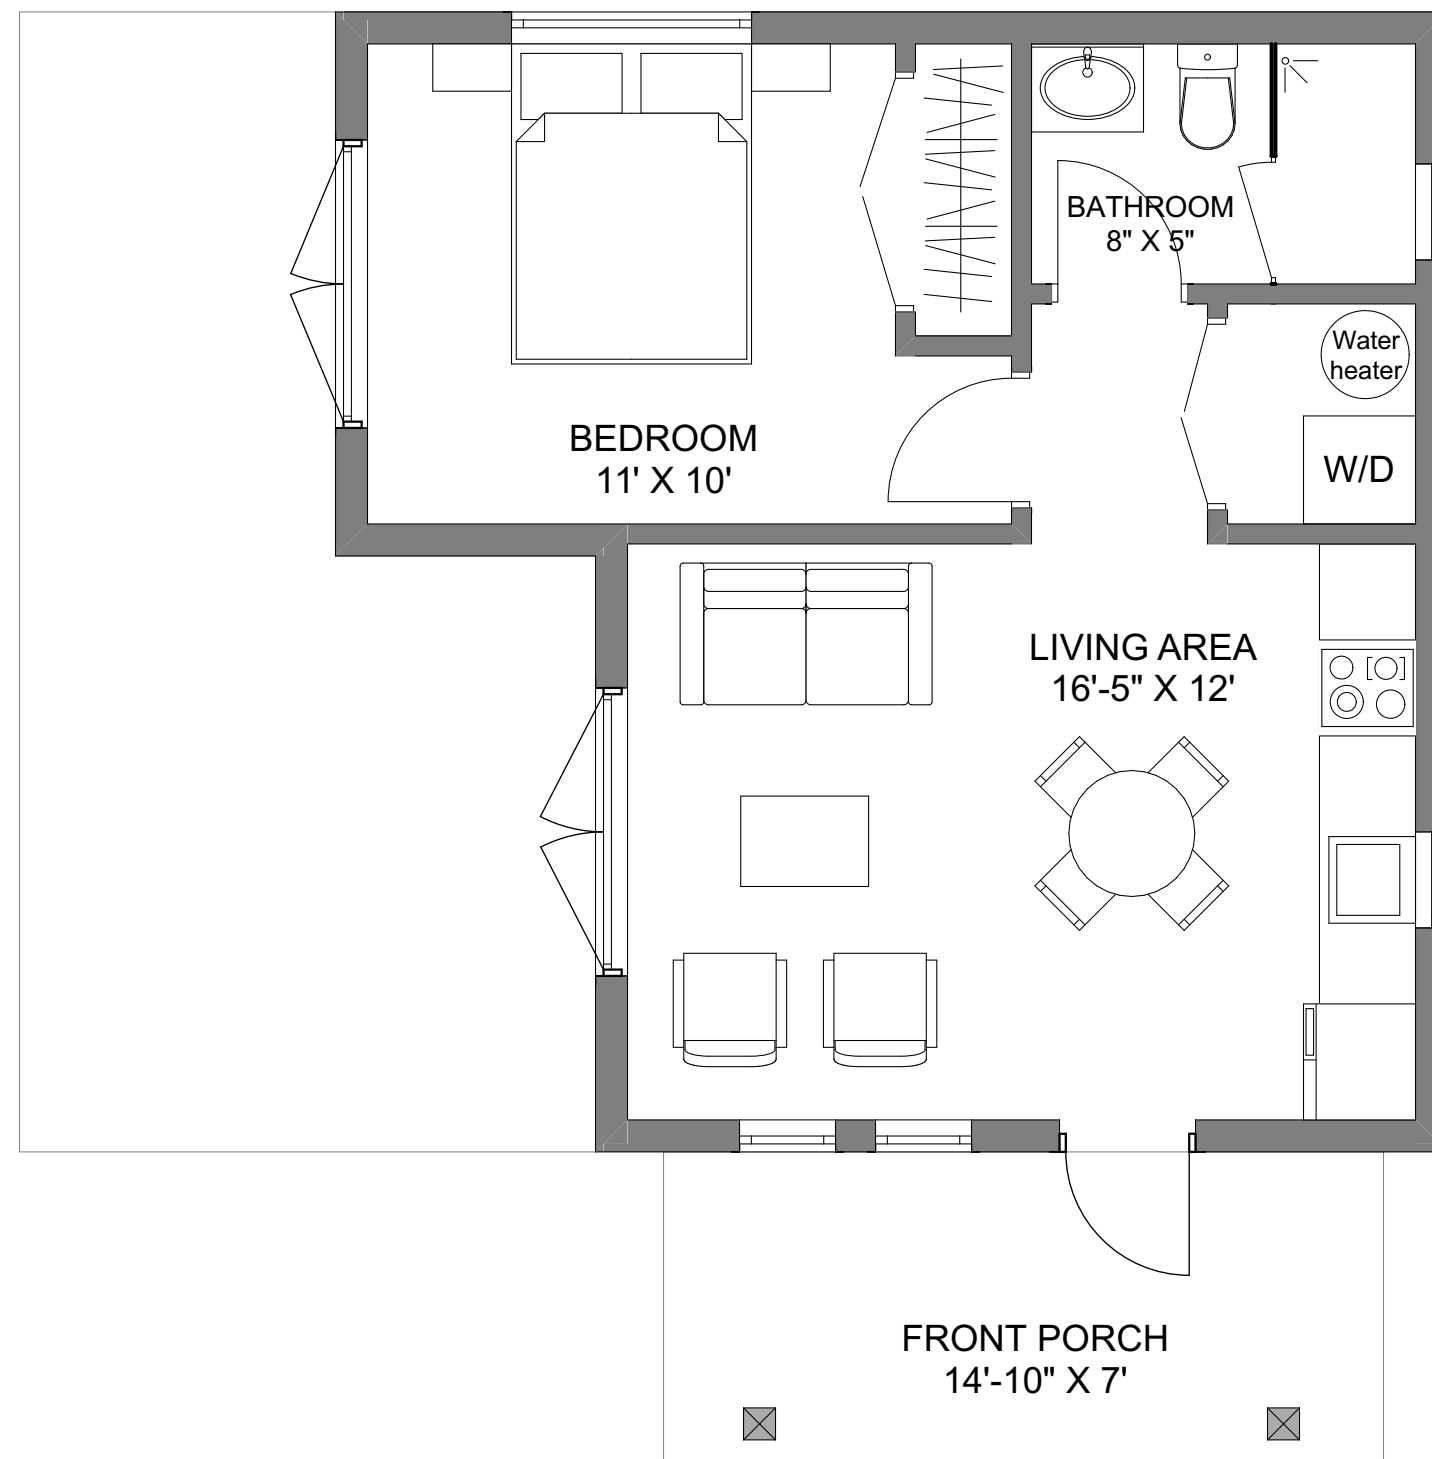 BATHROOM
8" X 5"
Water
heater
W/D
BEDROOM
11' X 10'
LIVING AREA
16'-5" X 12'
FRONT PORCH
14'-10" X 7'